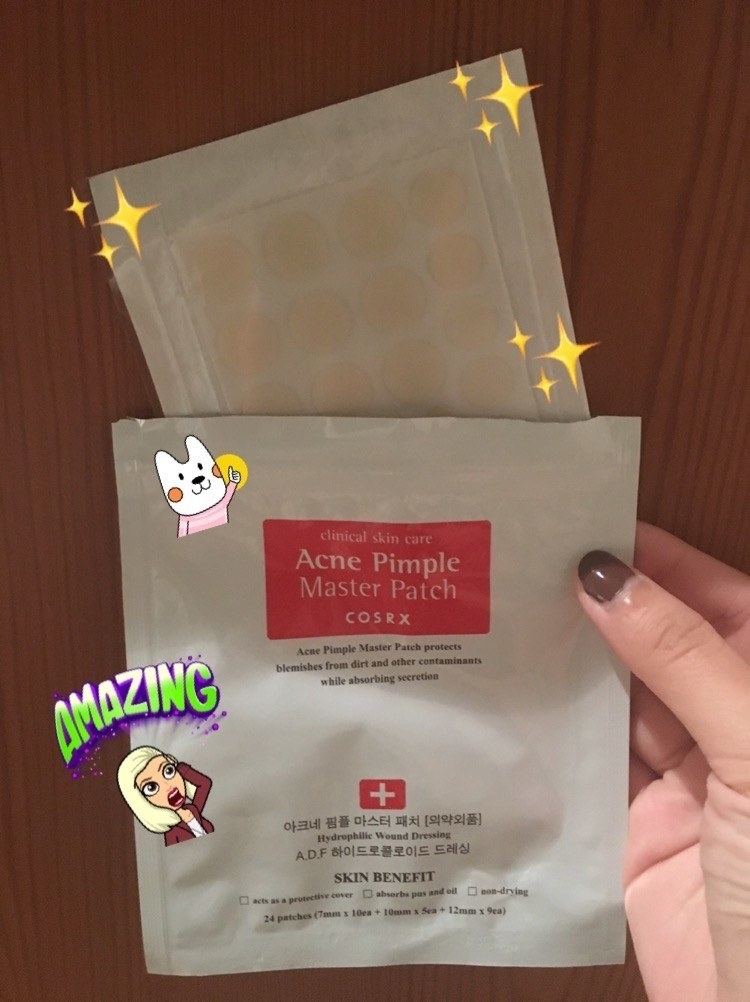 clinical skin care
Acne Pimple
Master Patch
COSRX
Acne Pimple Master Patch protects
blemishes from dirt and other contaminants
while absorbing secretion
AMAZING
아크네 핌플 마스터 패치 [의약외품]
Hydrophilic Wound Dressing
A.D.F 하이드로콜로이드 드레싱
SKIN BENEFIT
☐ acts as a protective cover ☐ absorbs pus and oil ☐ non-drying
24 patches (7mm x 10ea + 10mm x 5ea + 12mm x 9ea)